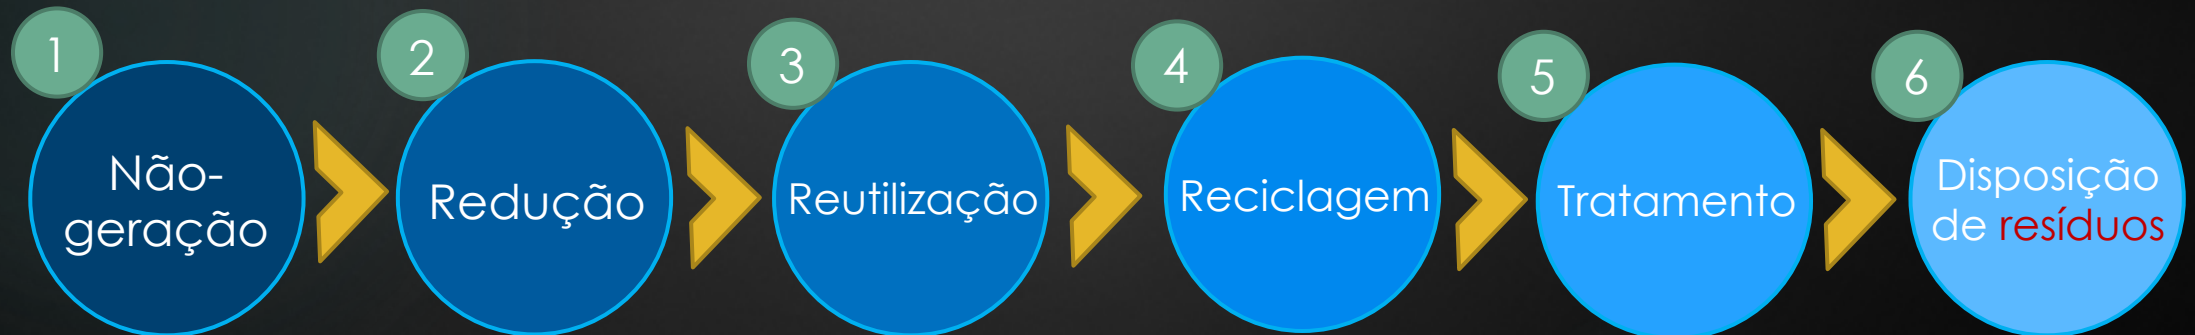 1
Não-
geração
2
Redução
3
Reutilização
4
Reciclagem
5
Tratamento
6
Disposição
de resíduos